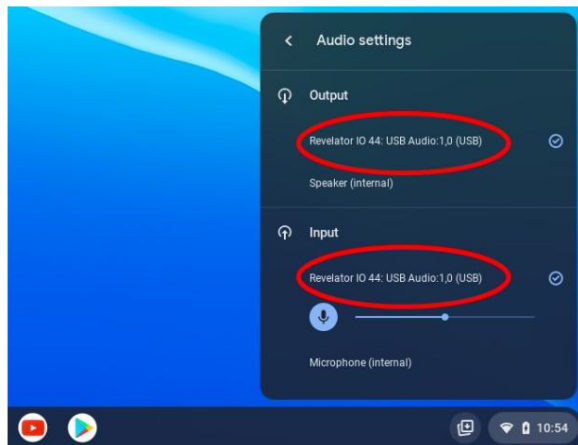 Audio settings
Output
Revelator IO 44: USB Audio:1,0 (USB)
Speaker (internal)
Input
Revelator IO 44: USB Audio:1,0 (USB)
Microphone (internal)
10:54